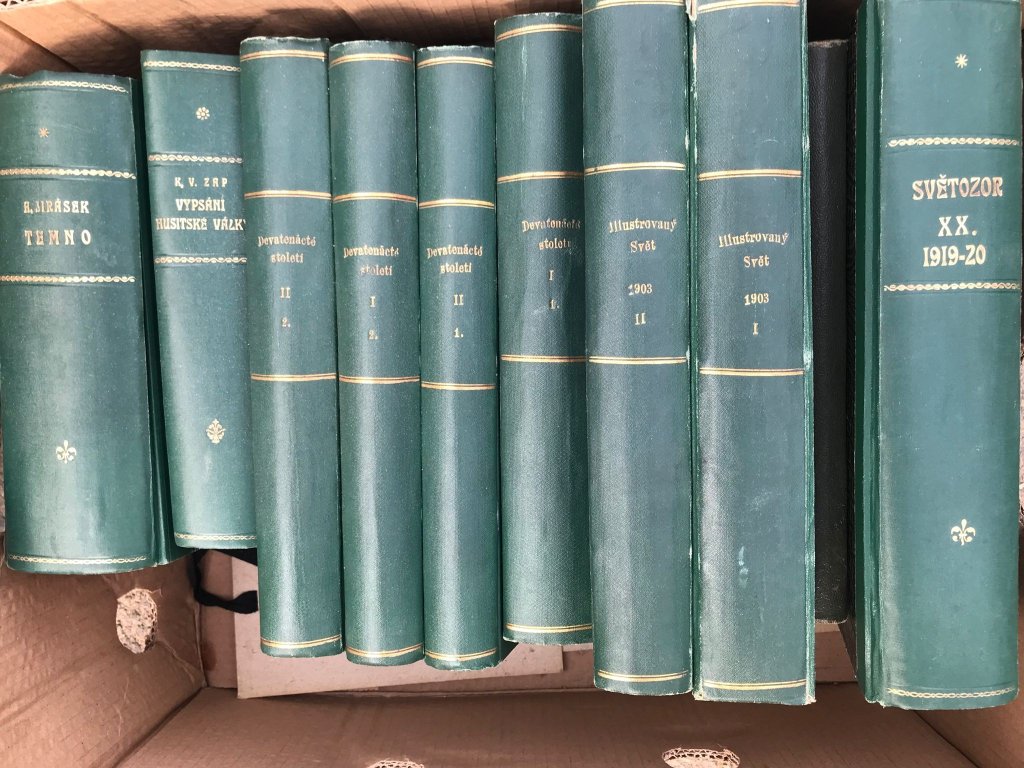 A. JIRÁSEK
TEMNO
K. V. ZAP
VYPSÁNÍ
HUSITSKÉ VÁLKY
Devatenácté
století
II
2.
Devatenácté
století
I
2.
Devatenácté
století
II
1.
Devatenácté
století
I
1.
Illustrovaný
Svět
1903
II
Illustrovaný
Svět
1903
I
SVĚTOZOR
XX.
1919-20